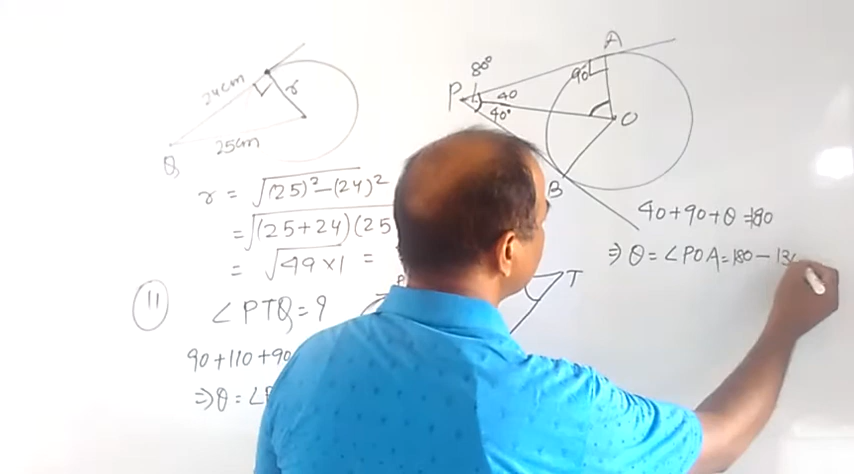 24cm
r
25cm
Q
r = √(25)²-(24)²
= √(25+24)(25
= √49×1 =
11
∠PTQ = ?
90+110+90
⇒θ = ∠P
A
80°
90°
P
40
40°
O
B
40+90+θ=180
⇒ θ = ∠POA=180-13
T